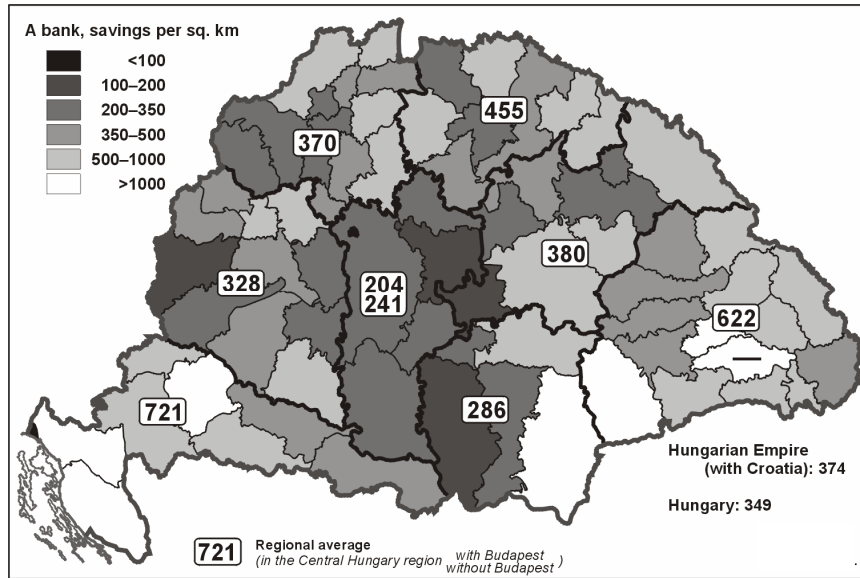 A bank, savings per sq. km
<100
100–200
200–350
350–500
500–1000
>1000
455
370
380
328
204
241
622
721
286
Hungarian Empire
(with Croatia): 374
Hungary: 349
721 Regional average
(in the Central Hungary region with Budapest
without Budapest )